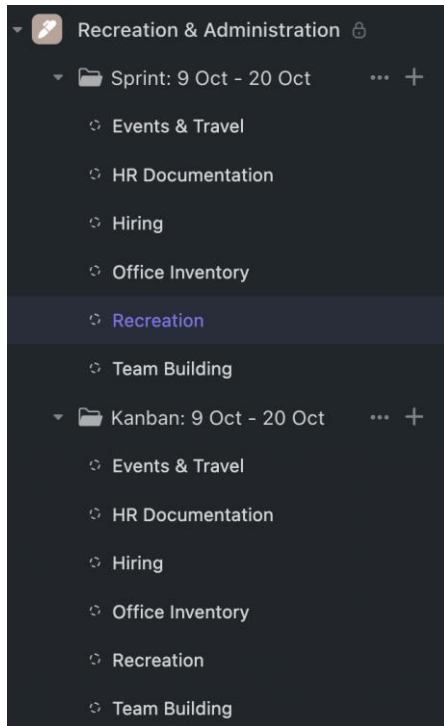 Recreation & Administration
Sprint: 9 Oct - 20 Oct
Events & Travel
HR Documentation
Hiring
Office Inventory
Recreation
Team Building
Kanban: 9 Oct - 20 Oct
Events & Travel
HR Documentation
Hiring
Office Inventory
Recreation
Team Building